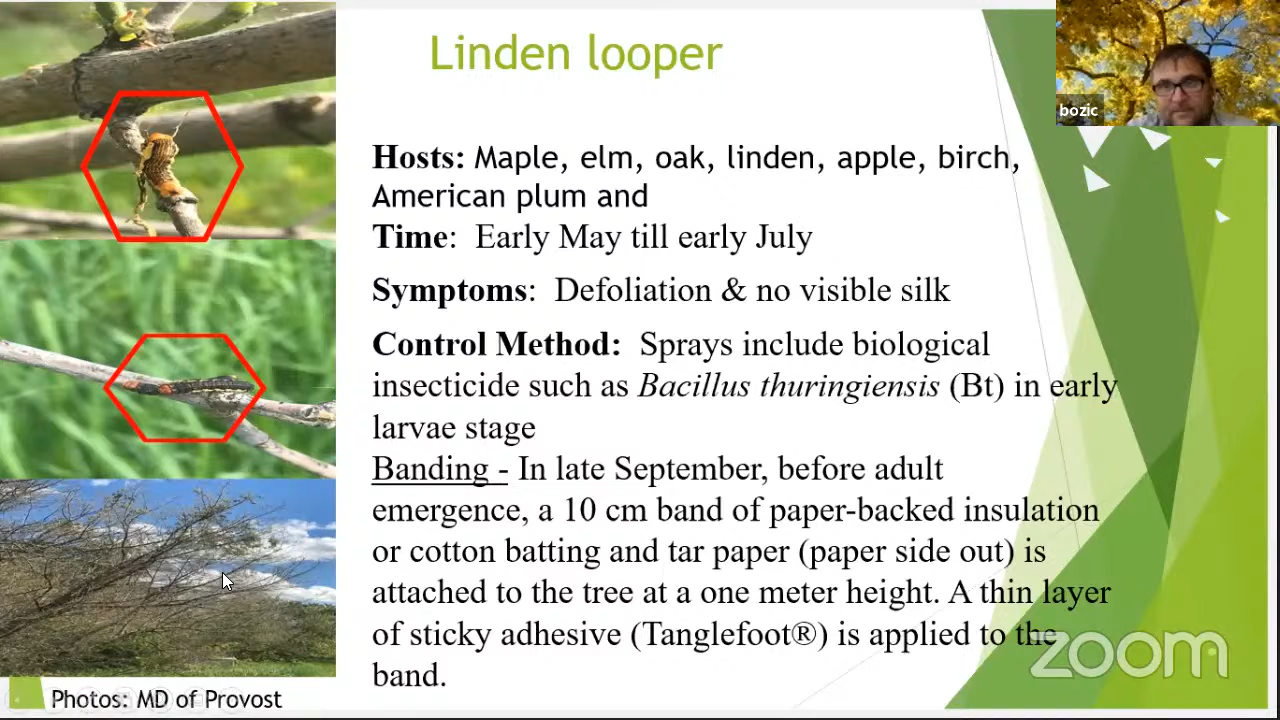 Linden looper
bozic
Hosts: Maple, elm, oak, linden, apple, birch,
American plum and
Time:  Early May till early July
Symptoms:  Defoliation & no visible silk
Control Method:  Sprays include biological
insecticide such as Bacillus thuringiensis (Bt) in early
larvae stage
Banding - In late September, before adult
emergence, a 10 cm band of paper-backed insulation
or cotton batting and tar paper (paper side out) is
attached to the tree at a one meter height. A thin layer
of sticky adhesive (Tanglefoot®) is applied to the
band.
zoom
Photos: MD of Provost